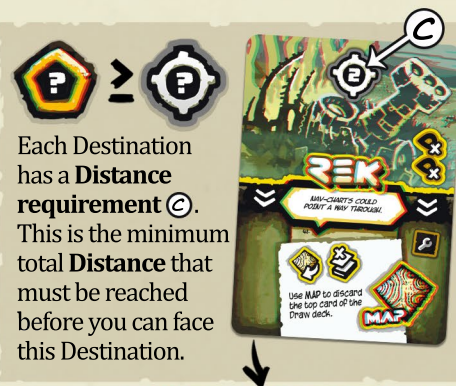 C
? ≥ ?
2
Each Destination
has a Distance
requirement C.
This is the minimum
total Distance that
must be reached
before you can face
this Destination.
REK
NAV-CHARTS COULD
POINT A WAY THROUGH.
Use MAP to discard
the top card of the
Draw deck.
MAP